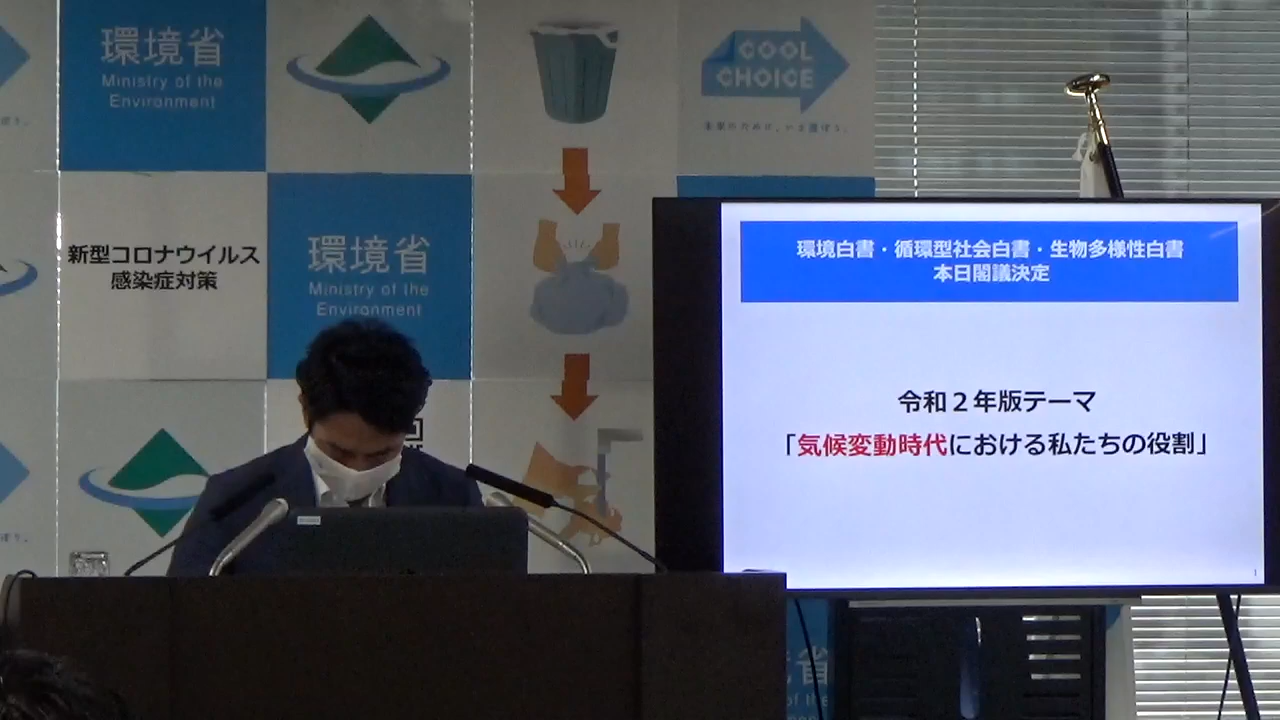 環境省
Ministry of the
Environment
COOL
CHOICE
新型コロナウイルス
感染症対策
環境省
Ministry of the
Environment
環境白書・循環型社会白書・生物多様性白書
本日閣議決定
令和２年版テーマ
「気候変動時代における私たちの役割」
1
省
of the